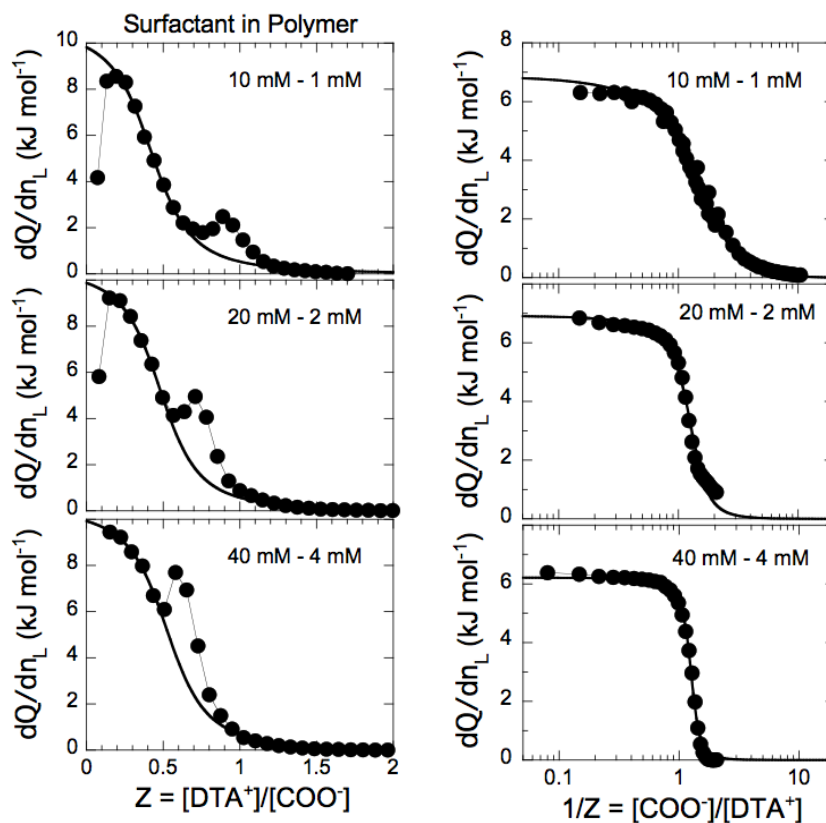 Surfactant in Polymer
10
8
6
4
2
0
dQ/dn_L (kJ mol⁻¹)
10 mM - 1 mM
8
6
4
2
0
dQ/dn_L (kJ mol⁻¹)
20 mM - 2 mM
8
6
4
2
0
dQ/dn_L (kJ mol⁻¹)
40 mM - 4 mM
0 0.5 1 1.5 2
Z = [DTA⁺]/[COO⁻]
8
6
4
2
0
dQ/dn_L (kJ mol⁻¹)
10 mM - 1 mM
8
6
4
2
0
dQ/dn_L (kJ mol⁻¹)
20 mM - 2 mM
8
6
4
2
0
dQ/dn_L (kJ mol⁻¹)
40 mM - 4 mM
0.1 1 10
1/Z = [COO⁻]/[DTA⁺]